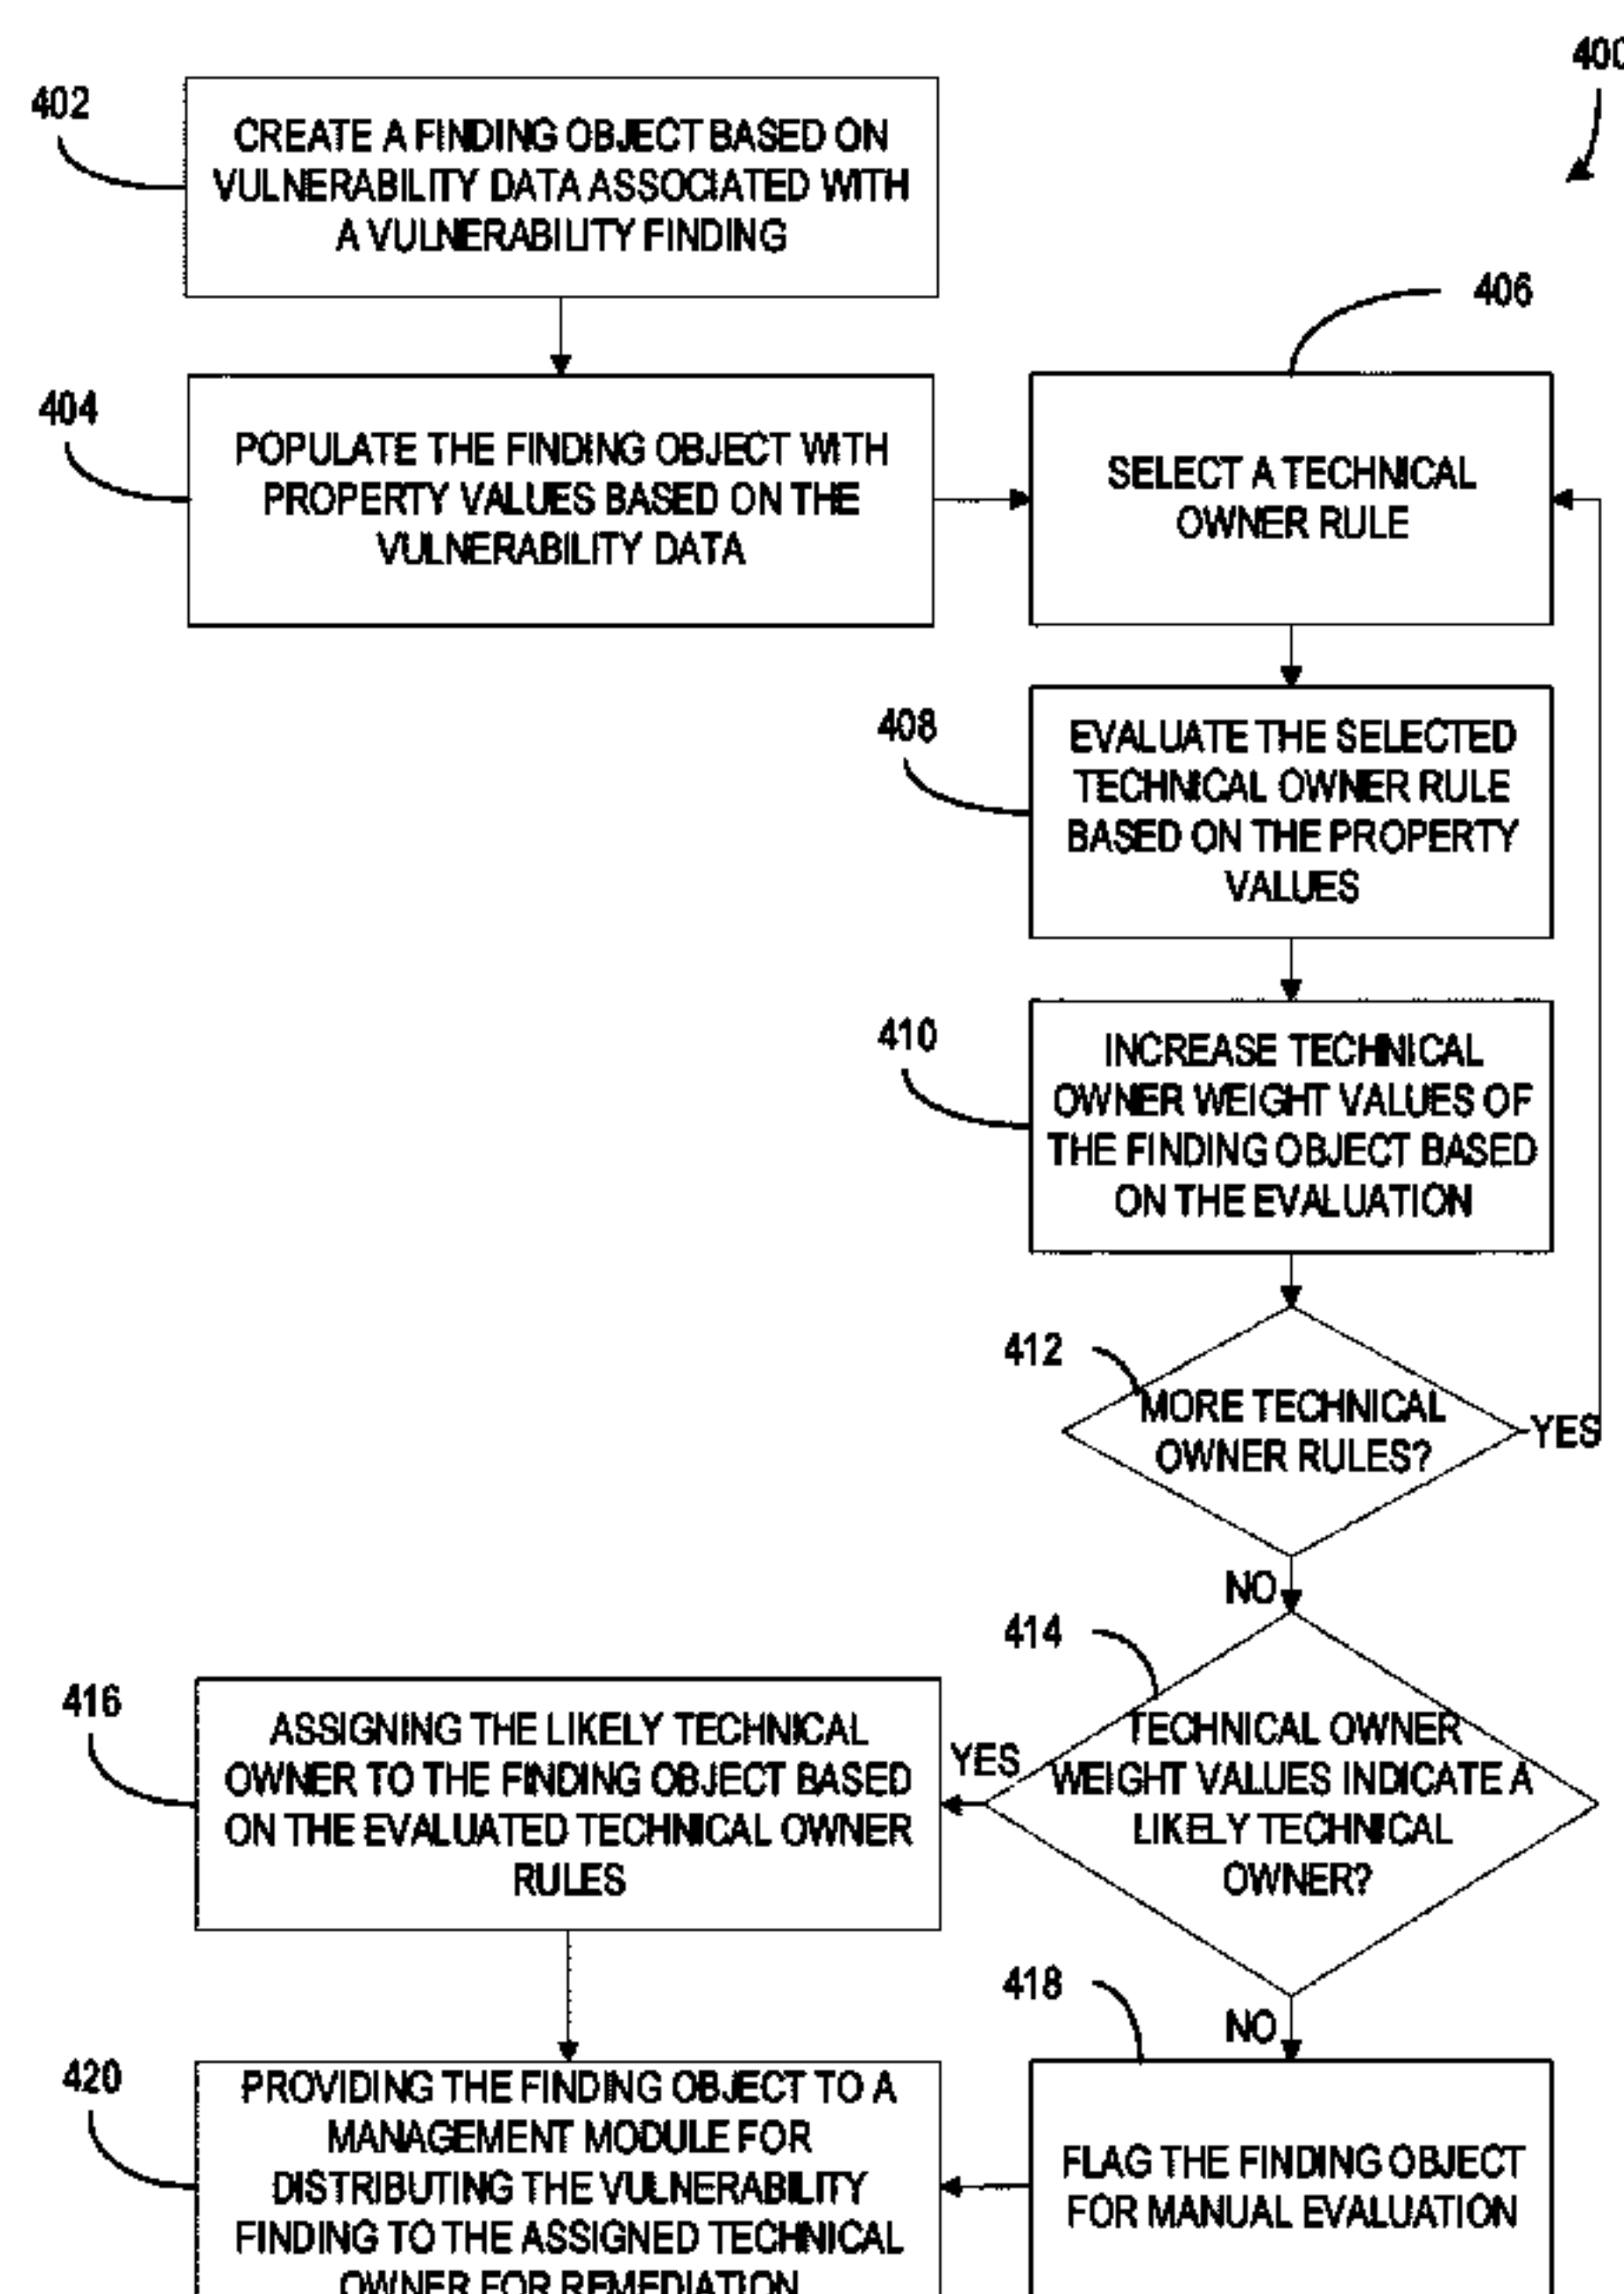 400
402
CREATE A FINDING OBJECT BASED ON
VULNERABILITY DATA ASSOCIATED WITH
A VULNERABILITY FINDING
404
POPULATE THE FINDING OBJECT WITH
PROPERTY VALUES BASED ON THE
VULNERABILITY DATA
406
SELECT A TECHNICAL
OWNER RULE
408
EVALUATE THE SELECTED
TECHNICAL OWNER RULE
BASED ON THE PROPERTY
VALUES
410
INCREASE TECHNICAL
OWNER WEIGHT VALUES OF
THE FINDING OBJECT BASED
ON THE EVALUATION
412
MORE TECHNICAL
OWNER RULES?
YES
NO
414
TECHNICAL OWNER
WEIGHT VALUES INDICATE A
LIKELY TECHNICAL
OWNER?
YES
416
ASSIGNING THE LIKELY TECHNICAL
OWNER TO THE FINDING OBJECT BASED
ON THE EVALUATED TECHNICAL OWNER
RULES
NO
418
FLAG THE FINDING OBJECT
FOR MANUAL EVALUATION
420
PROVIDING THE FINDING OBJECT TO A
MANAGEMENT MODULE FOR
DISTRIBUTING THE VULNERABILITY
FINDING TO THE ASSIGNED TECHNICAL
OWNER FOR REMEDIATION